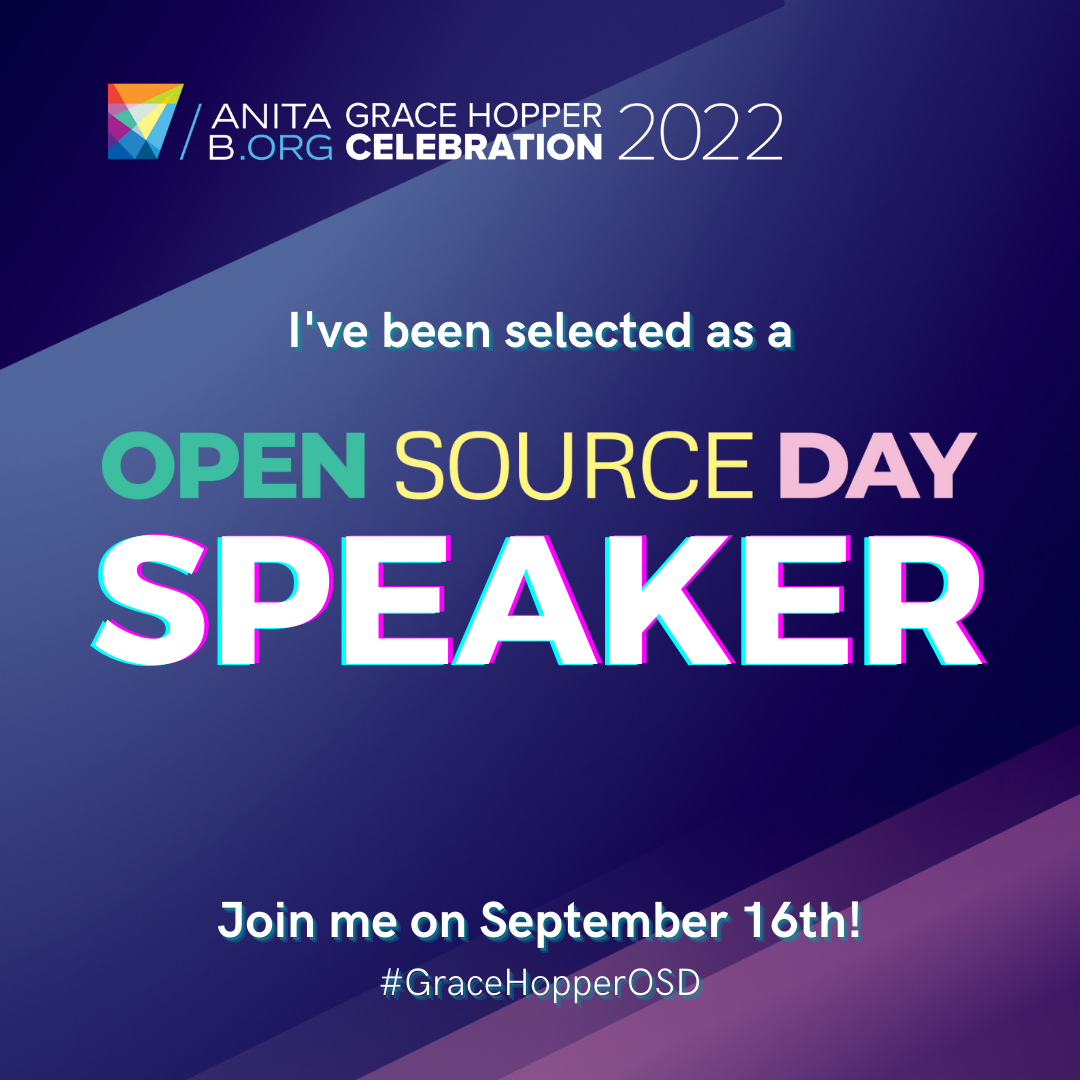 ANITA B.ORG
GRACE HOPPER CELEBRATION
2022
I've been selected as a
OPEN SOURCE DAY
SPEAKER
Join me on September 16th!
#GraceHopperOSD